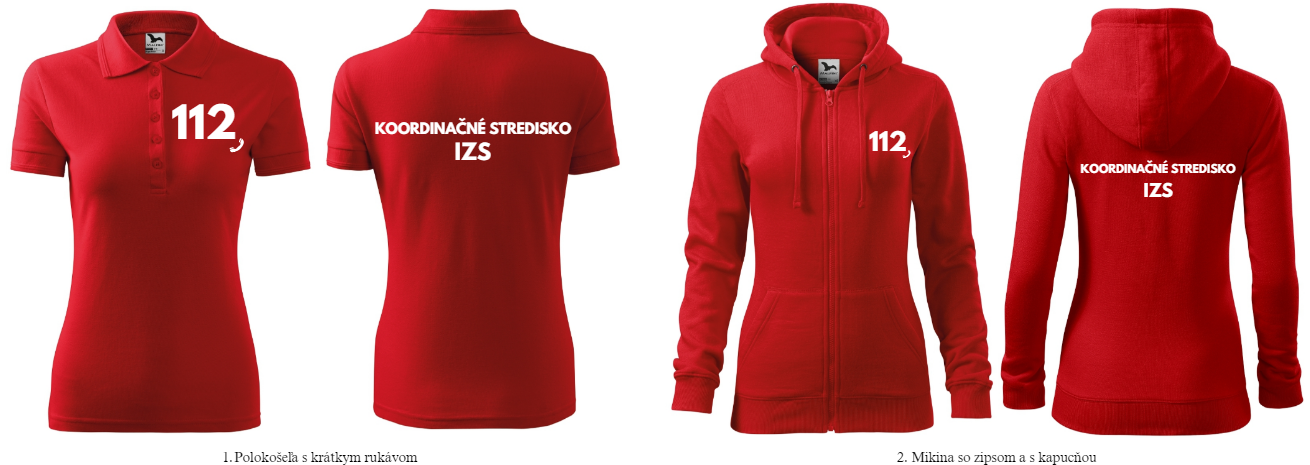 112
KOORDINAČNÉ STREDISKO
IZS
1. Polokošeľa s krátkym rukávom
112
KOORDINAČNÉ STREDISKO
IZS
2. Mikina so zipsom a s kapucňou